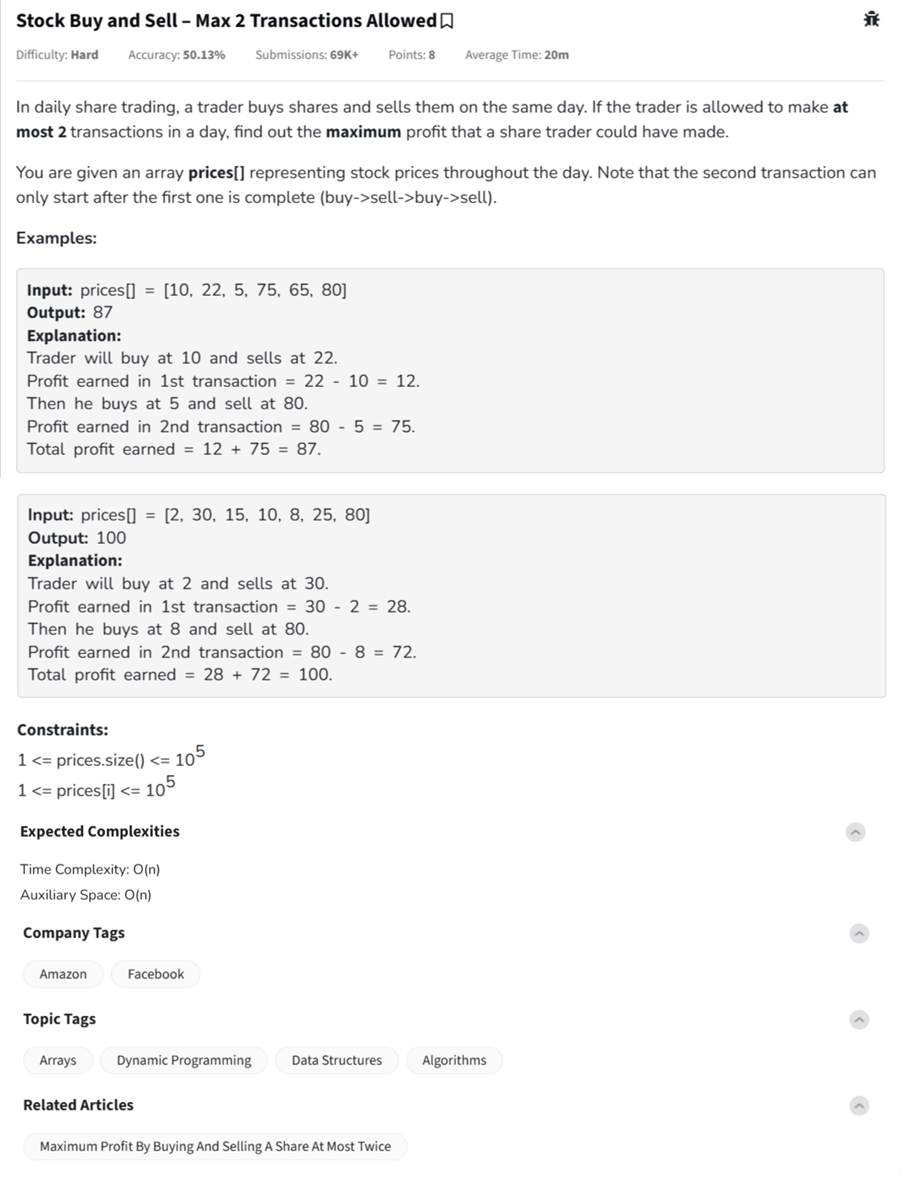 Stock Buy and Sell – Max 2 Transactions Allowed
Difficulty: Hard Accuracy: 50.13% Submissions: 69K+ Points: 8 Average Time: 20m
In daily share trading, a trader buys shares and sells them on the same day. If the trader is allowed to make at
most 2 transactions in a day, find out the maximum profit that a share trader could have made.
You are given an array prices[] representing stock prices throughout the day. Note that the second transaction can
only start after the first one is complete (buy->sell->buy->sell).
Examples:
Input: prices[] = [10, 22, 5, 75, 65, 80]
Output: 87
Explanation:
Trader will buy at 10 and sells at 22.
Profit earned in 1st transaction = 22 - 10 = 12.
Then he buys at 5 and sell at 80.
Profit earned in 2nd transaction = 80 - 5 = 75.
Total profit earned = 12 + 75 = 87.
Input: prices[] = [2, 30, 15, 10, 8, 25, 80]
Output: 100
Explanation:
Trader will buy at 2 and sells at 30.
Profit earned in 1st transaction = 30 - 2 = 28.
Then he buys at 8 and sell at 80.
Profit earned in 2nd transaction = 80 - 8 = 72.
Total profit earned = 28 + 72 = 100.
Constraints:
1 <= prices.size() <= 10^5
1 <= prices[i] <= 10^5
Expected Complexities
Time Complexity: O(n)
Auxiliary Space: O(n)
Company Tags
Amazon Facebook
Topic Tags
Arrays Dynamic Programming Data Structures Algorithms
Related Articles
Maximum Profit By Buying And Selling A Share At Most Twice